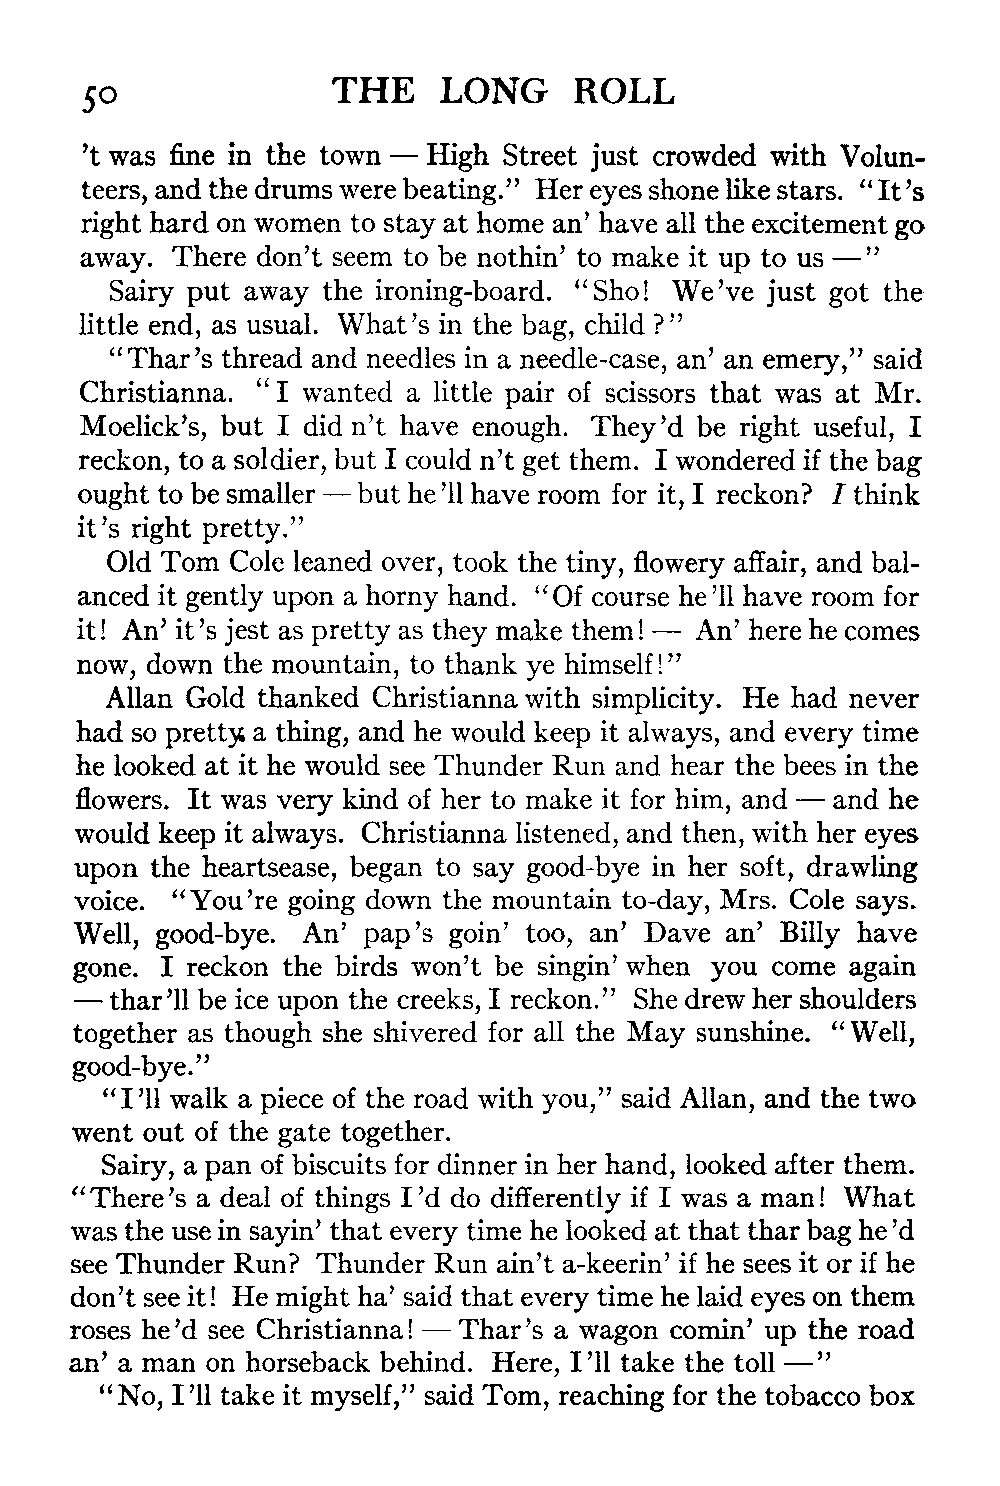 50 THE LONG ROLL
't was fine in the town — High Street just crowded with Volun-
teers, and the drums were beating." Her eyes shone like stars. "It's
right hard on women to stay at home an' have all the excitement go
away. There don't seem to be nothin' to make it up to us —"
Sairy put away the ironing-board. "Sho! We've just got the
little end, as usual. What's in the bag, child?"
"Thar's thread and needles in a needle-case, an' an emery," said
Christianna. "I wanted a little pair of scissors that was at Mr.
Moelick's, but I did n't have enough. They'd be right useful, I
reckon, to a soldier, but I could n't get them. I wondered if the bag
ought to be smaller — but he'll have room for it, I reckon? I think
it's right pretty."
Old Tom Cole leaned over, took the tiny, flowery affair, and bal-
anced it gently upon a horny hand. "Of course he'll have room for
it! An' it's jest as pretty as they make them! — An' here he comes
now, down the mountain, to thank ye himself!"
Allan Gold thanked Christianna with simplicity. He had never
had so pretty a thing, and he would keep it always, and every time
he looked at it he would see Thunder Run and hear the bees in the
flowers. It was very kind of her to make it for him, and — and he
would keep it always. Christianna listened, and then, with her eyes
upon the heartsease, began to say good-bye in her soft, drawling
voice. "You're going down the mountain to-day, Mrs. Cole says.
Well, good-bye. An' pap's goin' too, an' Dave an' Billy have
gone. I reckon the birds won't be singin' when you come again
— thar'll be ice upon the creeks, I reckon." She drew her shoulders
together as though she shivered for all the May sunshine. "Well,
good-bye."
"I'll walk a piece of the road with you," said Allan, and the two
went out of the gate together.
Sairy, a pan of biscuits for dinner in her hand, looked after them.
"There's a deal of things I'd do differently if I was a man! What
was the use in sayin' that every time he looked at that thar bag he'd
see Thunder Run? Thunder Run ain't a-keerin' if he sees it or if he
don't see it! He might ha' said that every time he laid eyes on them
roses he'd see Christianna! — Thar's a wagon comin' up the road
an' a man on horseback behind. Here, I'll take the toll —"
"No, I'll take it myself," said Tom, reaching for the tobacco box